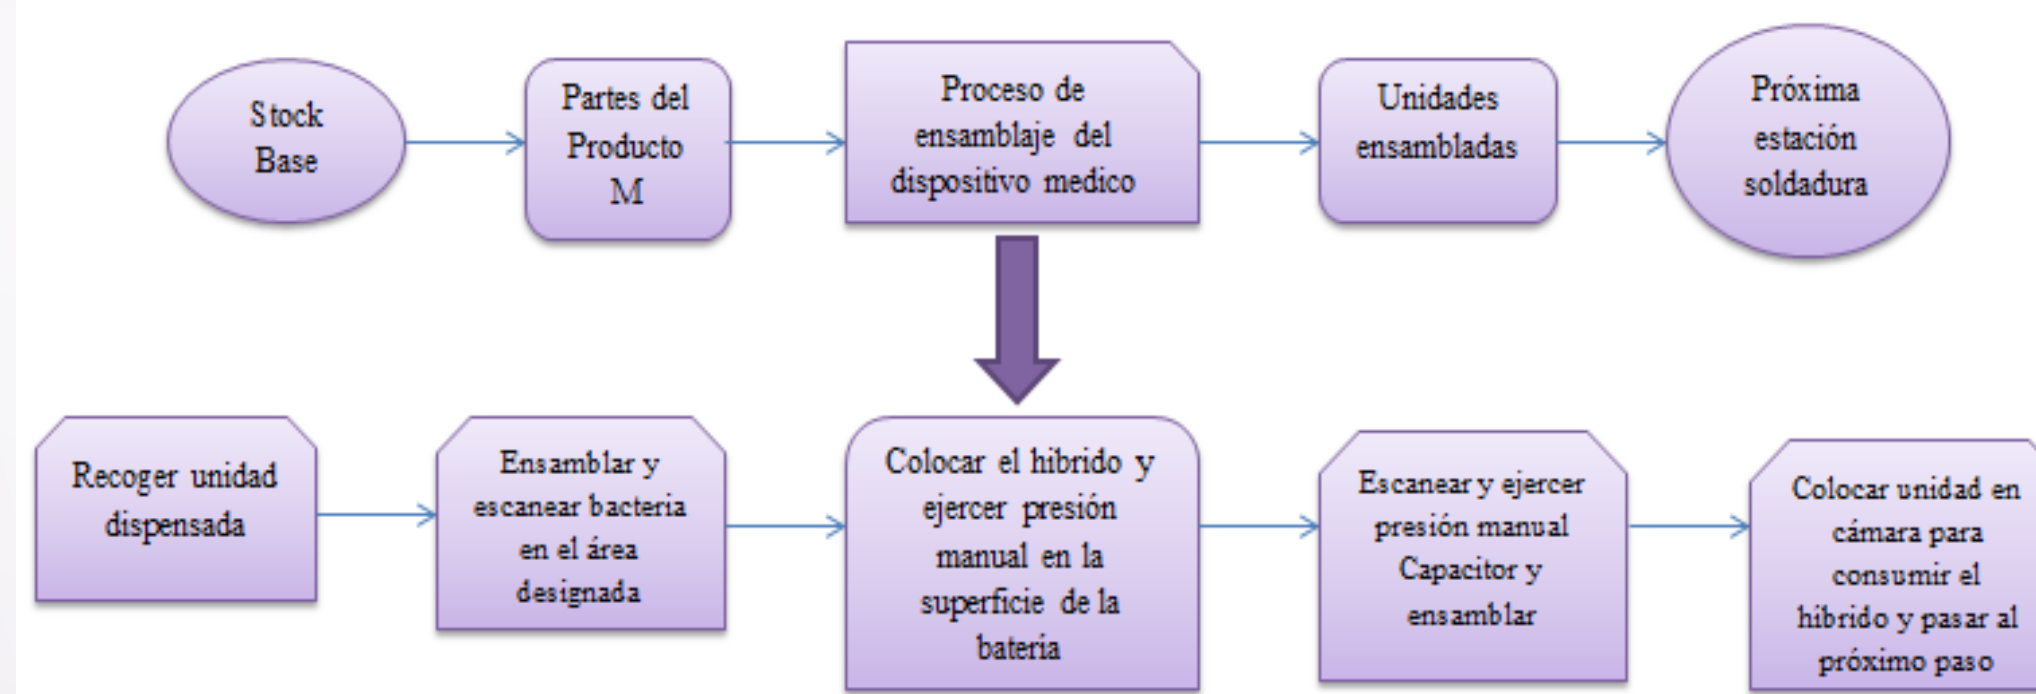 Stock
Base
Partes del
Producto
M
Proceso de
ensamblaje del
dispositivo medico
Unidades
ensambladas
Próxima
estación
soldadura
Recoger unidad
dispensada
Ensamblar y
escanear bacteria
en el área
designada
Colocar el hibrido y
ejercer presión
manual en la
superficie de la
batería
Escanear y ejercer
presión manual
Capacitor y
ensamblar
Colocar unidad en
cámara para
consumir el
hibrido y pasar al
próximo paso